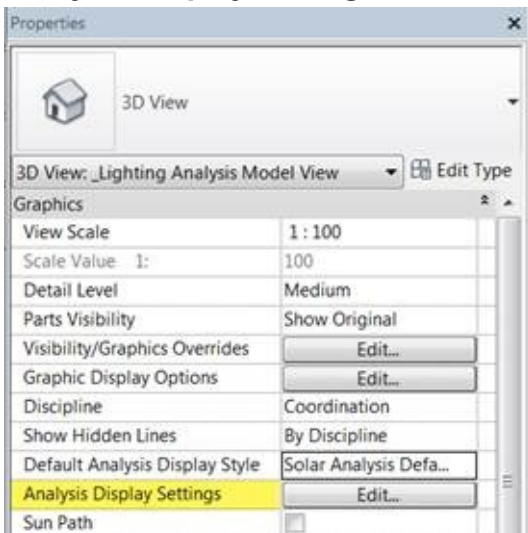 Properties
3D View
3D View: _Lighting Analysis Model View Edit Type
Graphics
View Scale 1 : 100
Scale Value 1: 100
Detail Level Medium
Parts Visibility Show Original
Visibility/Graphics Overrides Edit...
Graphic Display Options Edit...
Discipline Coordination
Show Hidden Lines By Discipline
Default Analysis Display Style Solar Analysis Defa...
Analysis Display Settings Edit...
Sun Path